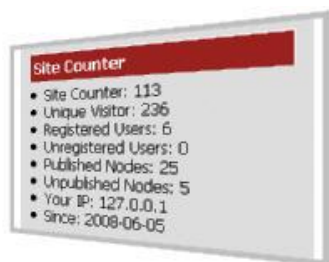 Site Counter
Site Counter: 113
Unique Visitor: 236
Registered Users: 6
Unregistered Users: 0
Published Nodes: 25
Unpublished Nodes: 5
Your IP: 127.0.0.1
Since: 2008-06-05